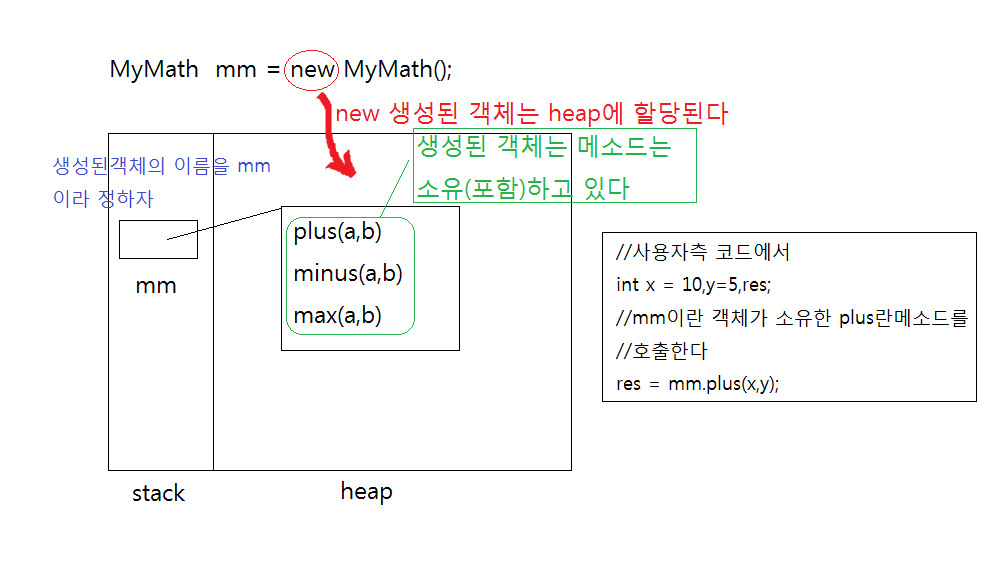 MyMath mm = new MyMath();
new 생성된 객체는 heap에 할당된다
생성된 객체는 메소드는
소유(포함)하고 있다
생성된객체의 이름을 mm
이라 정하자
mm
plus(a,b)
minus(a,b)
max(a,b)
stack
heap
//사용자측 코드에서
int x = 10,y=5,res;
//mm이란 객체가 소유한 plus란메소드를
//호출한다
res = mm.plus(x,y);